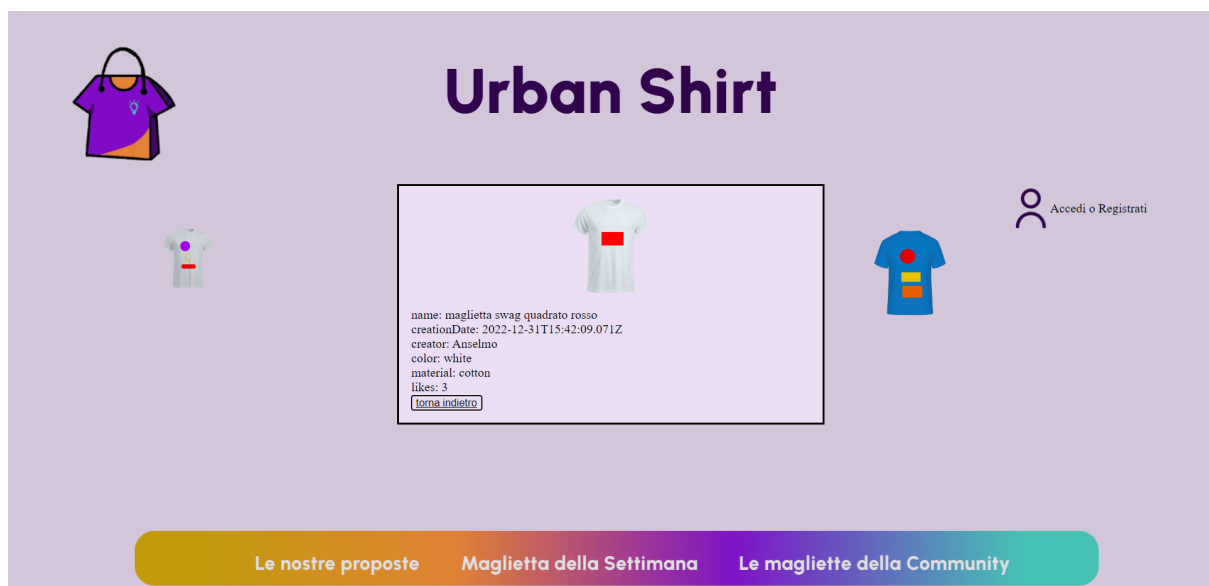 Urban Shirt
Accedi o Registrati
name: maglietta swag quadrato rosso
creationDate: 2022-12-31T15:42:09.071Z
creator: Anselmo
color: white
material: cotton
likes: 3
torna indietro
Le nostre proposte Maglietta della Settimana Le magliette della Community